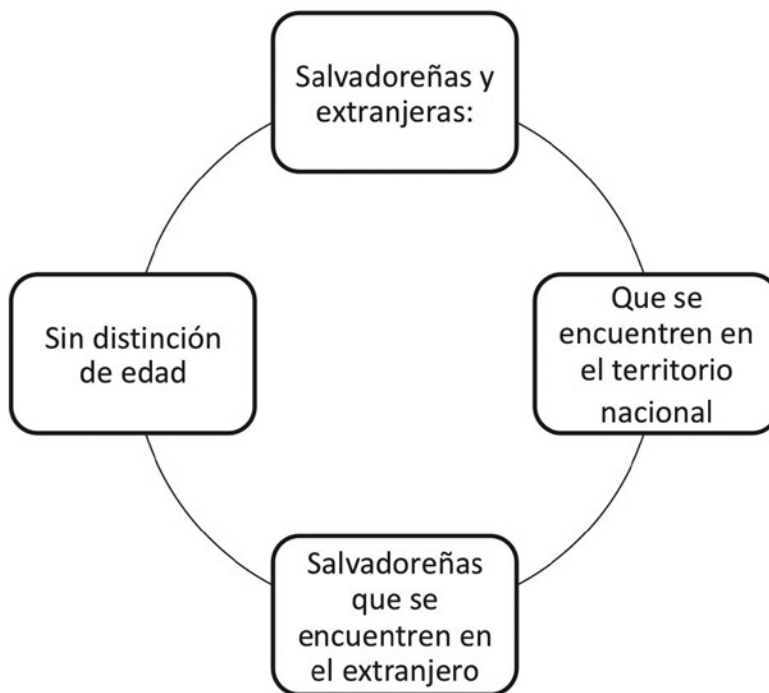 Salvadoreñas y
extranjeras:
Que se
encuentren en
el territorio
nacional
Salvadoreñas
que se
encuentren en
el extranjero
Sin distinción
de edad